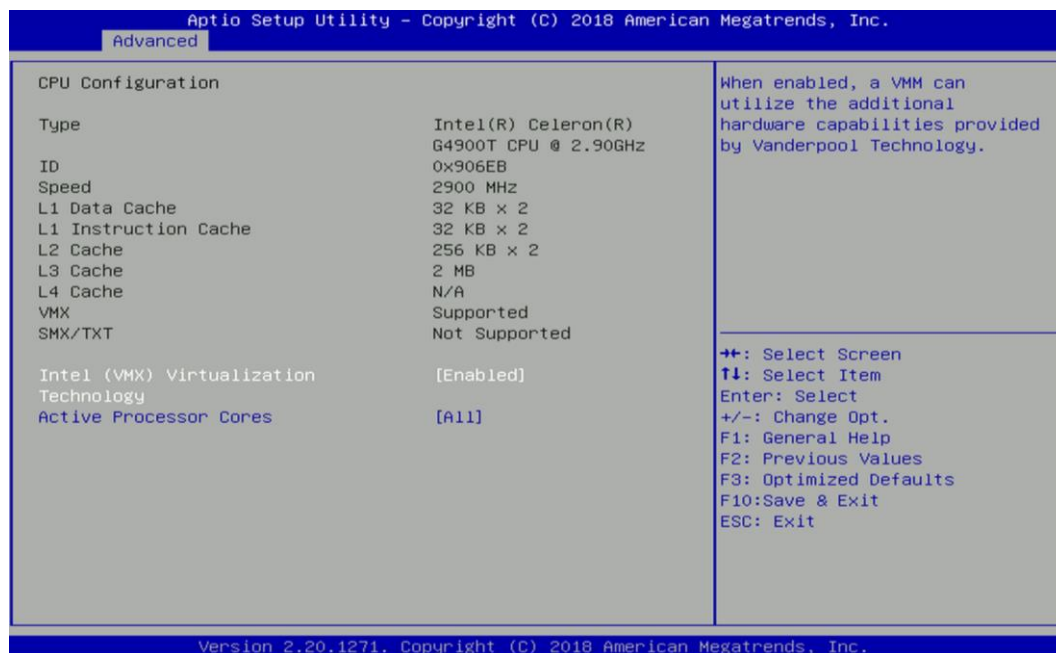 Aptio Setup Utility – Copyright (C) 2018 American Megatrends, Inc.
Advanced
CPU Configuration
Type Intel(R) Celeron(R)
G4900T CPU @ 2.90GHz
ID 0x906EB
Speed 2900 MHz
L1 Data Cache 32 KB x 2
L1 Instruction Cache 32 KB x 2
L2 Cache 256 KB x 2
L3 Cache 2 MB
L4 Cache N/A
VMX Supported
SMX/TXT Not Supported
Intel (VMX) Virtualization [Enabled]
Technology
Active Processor Cores [All]
When enabled, a VMM can
utilize the additional
hardware capabilities provided
by Vanderpool Technology.
→←: Select Screen
↑↓: Select Item
Enter: Select
+/-: Change Opt.
F1: General Help
F2: Previous Values
F3: Optimized Defaults
F10:Save & Exit
ESC: Exit
Version 2.20.1271. Copyright (C) 2018 American Megatrends, Inc.